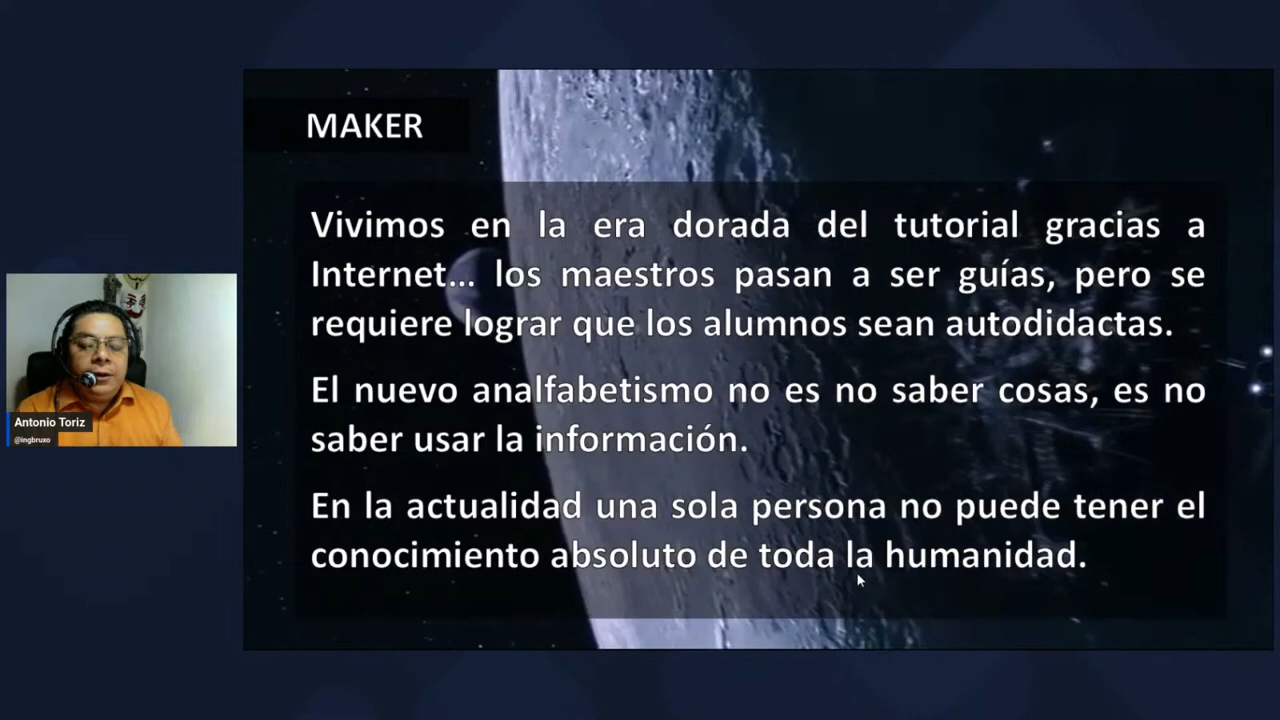 MAKER
Vivimos en la era dorada del tutorial gracias a
Internet... los maestros pasan a ser guías, pero se
requiere lograr que los alumnos sean autodidactas.
El nuevo analfabetismo no es no saber cosas, es no
saber usar la información.
En la actualidad una sola persona no puede tener el
conocimiento absoluto de toda la humanidad.
Antonio Toriz
@ingbruxo